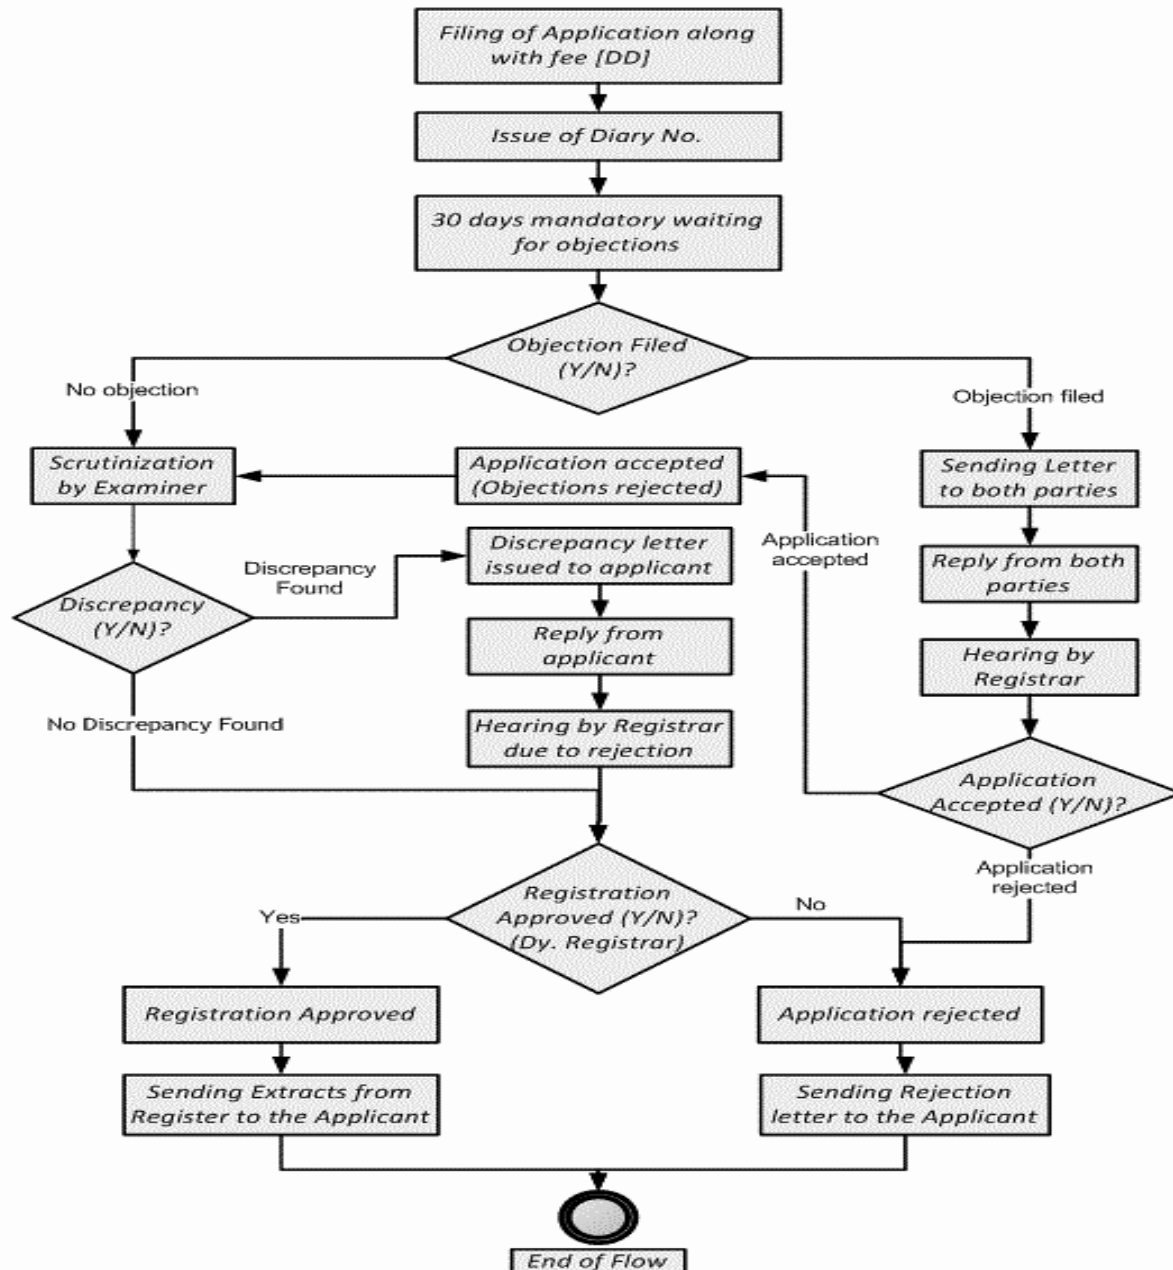 Filing of Application along
with fee [DD]
Issue of Diary No.
30 days mandatory waiting
for objections
Objection Filed
(Y/N)?
No objection
Objection filed
Scrutinization
by Examiner
Application accepted
(Objections rejected)
Sending Letter
to both parties
Discrepancy
Found
Discrepancy letter
issued to applicant
Application
accepted
Reply from both
parties
Discrepancy
(Y/N)?
Reply from
applicant
Hearing by
Registrar
No Discrepancy Found
Hearing by Registrar
due to rejection
Application
Accepted (Y/N)?
Application
rejected
Registration
Approved (Y/N)?
(Dy. Registrar)
Yes
No
Registration Approved
Application rejected
Sending Extracts from
Register to the Applicant
Sending Rejection
letter to the Applicant
End of Flow